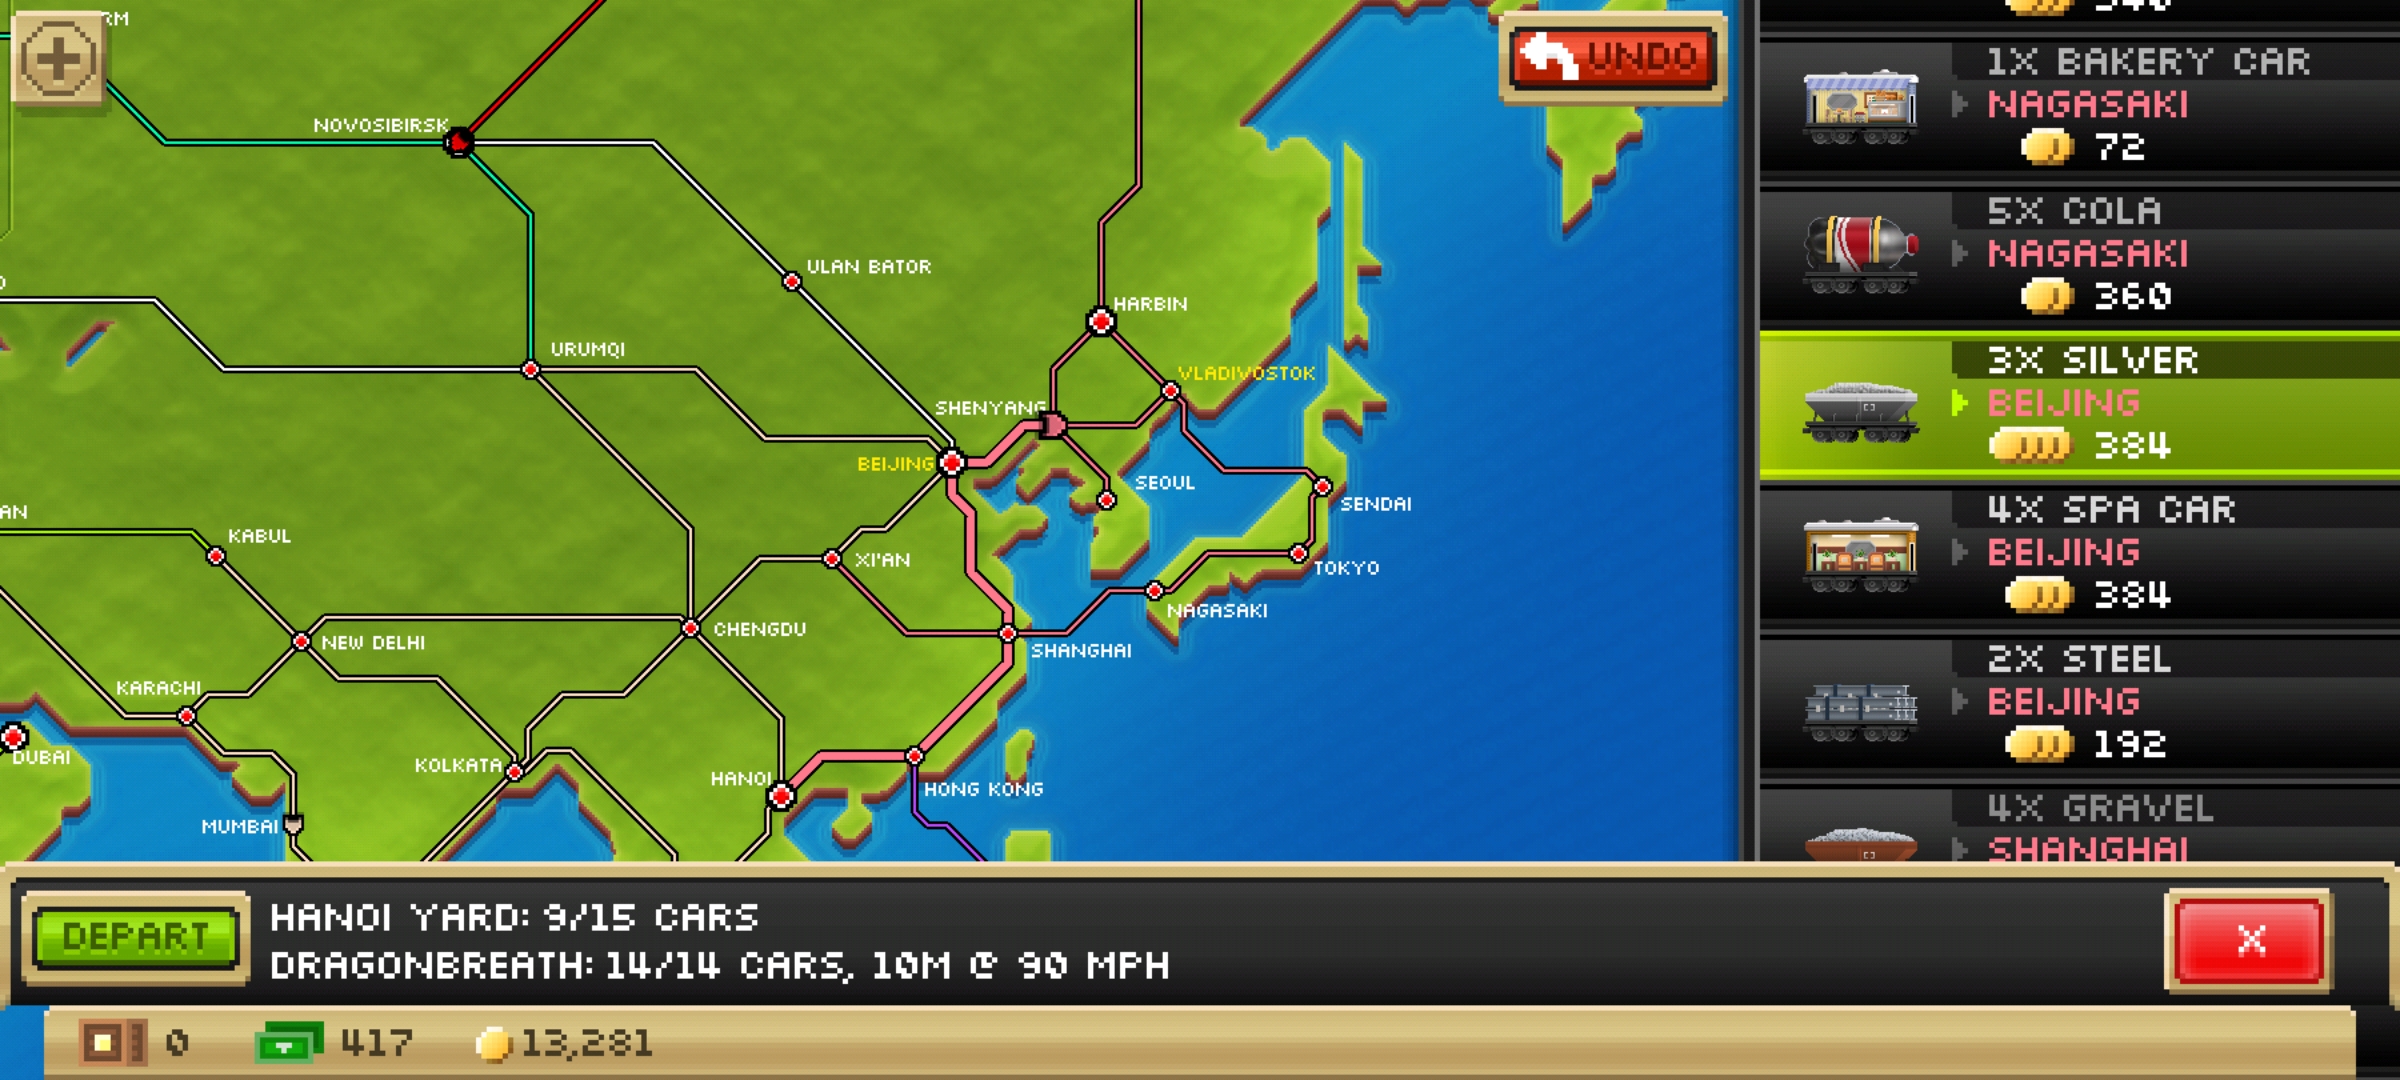 RM
UNDO
NOVOSIBIRSK
ULAN BATOR
HARBIN
URUMQI
VLADIVOSTOK
SHENYANG
BEIJING
SEOUL
SENDAI
AN
KABUL
XI'AN
TOKYO
NAGASAKI
NEW DELHI
CHENGDU
SHANGHAI
KARACHI
DUBAI
KOLKATA
HANOI
HONG KONG
MUMBAI
340
1X BAKERY CAR
NAGASAKI
72
5X COLA
NAGASAKI
360
3X SILVER
BEIJING
384
4X SPA CAR
BEIJING
384
2X STEEL
BEIJING
192
4X GRAVEL
SHANGHAI
DEPART
HANOI YARD: 9/15 CARS
DRAGONBREATH: 14/14 CARS, 10M @ 90 MPH
X
0
417
13,281